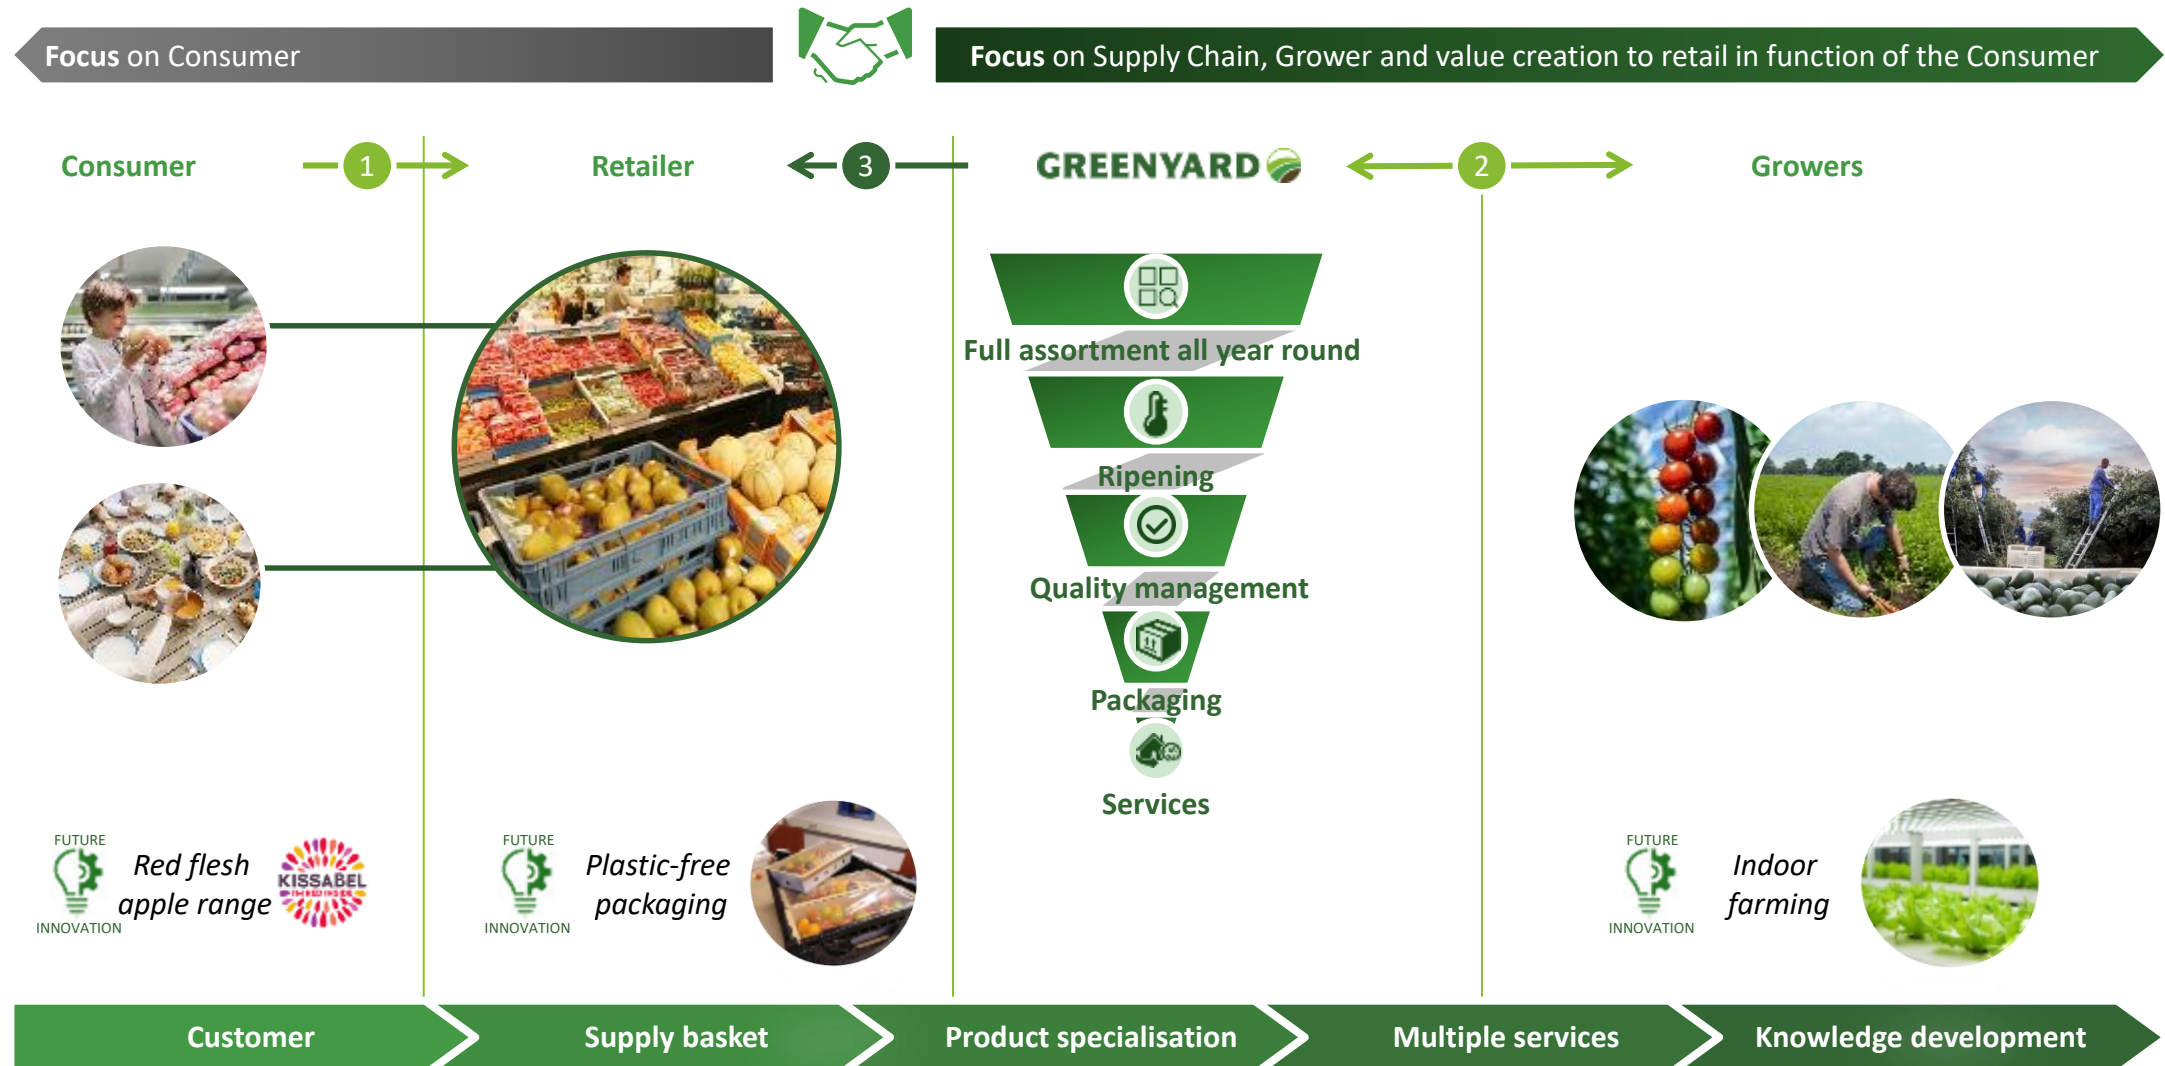 Focus on Consumer
Focus on Supply Chain, Grower and value creation to retail in function of the Consumer
Consumer
1
Retailer
3
GREENYARD
2
Growers
Full assortment all year round
Ripening
Quality management
Packaging
Services
FUTURE
INNOVATION
Red flesh
apple range
KISSABEL
FUTURE
INNOVATION
Plastic-free
packaging
FUTURE
INNOVATION
Indoor
farming
Customer
Supply basket
Product specialisation
Multiple services
Knowledge development